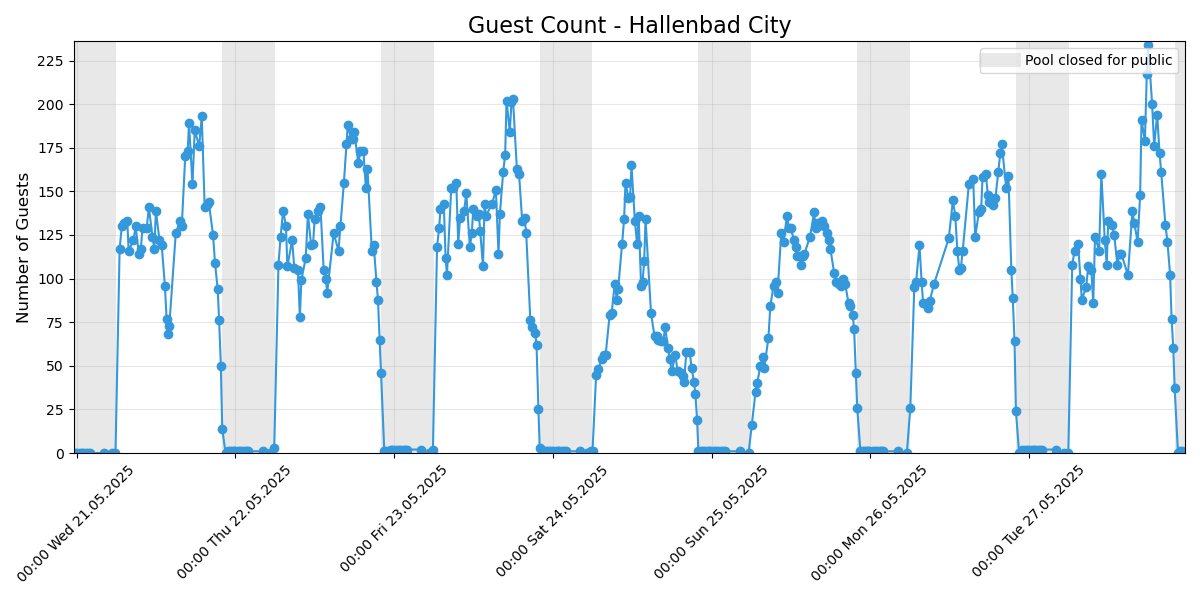 Guest Count - Hallenbad City
Pool closed for public
Number of Guests
225
200
175
150
125
100
75
50
25
0
00:00 Wed 21.05.2025
00:00 Thu 22.05.2025
00:00 Fri 23.05.2025
00:00 Sat 24.05.2025
00:00 Sun 25.05.2025
00:00 Mon 26.05.2025
00:00 Tue 27.05.2025